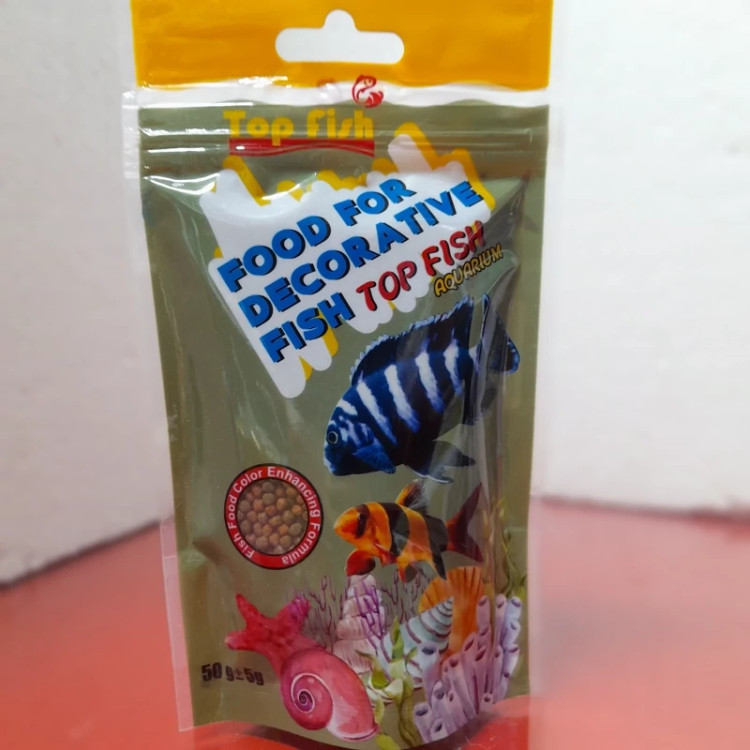 Top Fish
FOOD FOR
DECORATIVE
FISH TOP FISH
AQUARIUM
Fish Food Color Enhancing Formula
50 g±5g